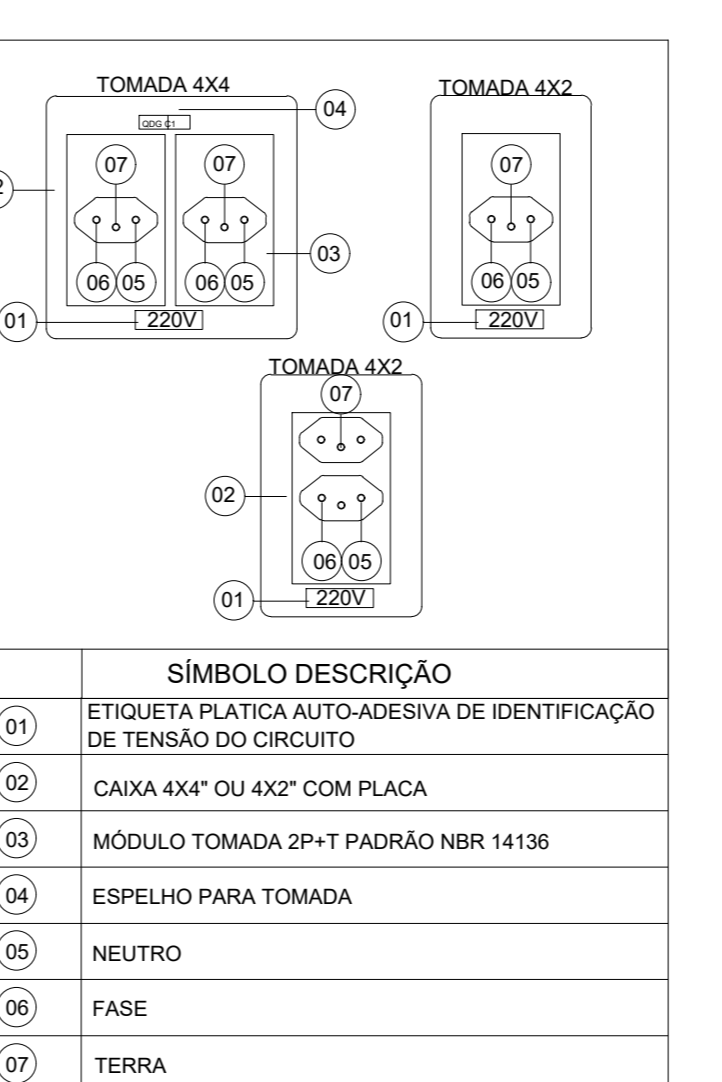 TOMADA 4X4
TOMADA 4X2
04
QDG C1
07
07
07
2
03
06 05
06 05
06 05
01
220V
01
220V
TOMADA 4X2
07
02
06 05
01
220V
SÍMBOLO DESCRIÇÃO
01
ETIQUETA PLATICA AUTO-ADESIVA DE IDENTIFICAÇÃO
DE TENSÃO DO CIRCUITO
02
CAIXA 4X4" OU 4X2" COM PLACA
03
MÓDULO TOMADA 2P+T PADRÃO NBR 14136
04
ESPELHO PARA TOMADA
05
NEUTRO
06
FASE
07
TERRA